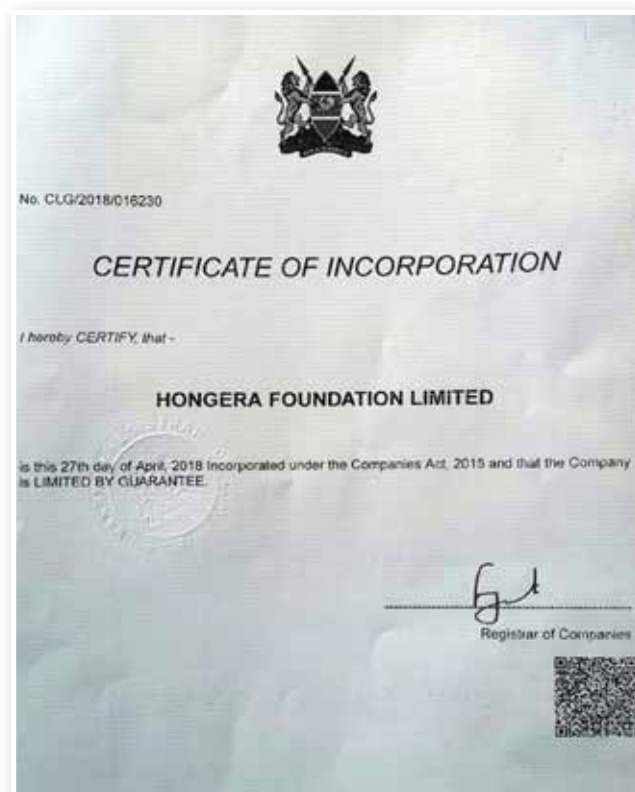 No. CLG/2018/016230
CERTIFICATE OF INCORPORATION
I hereby CERTIFY, that -
HONGERA FOUNDATION LIMITED
is this 27th day of April, 2018 Incorporated under the Companies Act, 2015 and that the Company
is LIMITED BY GUARANTEE.
Registrar of Companies